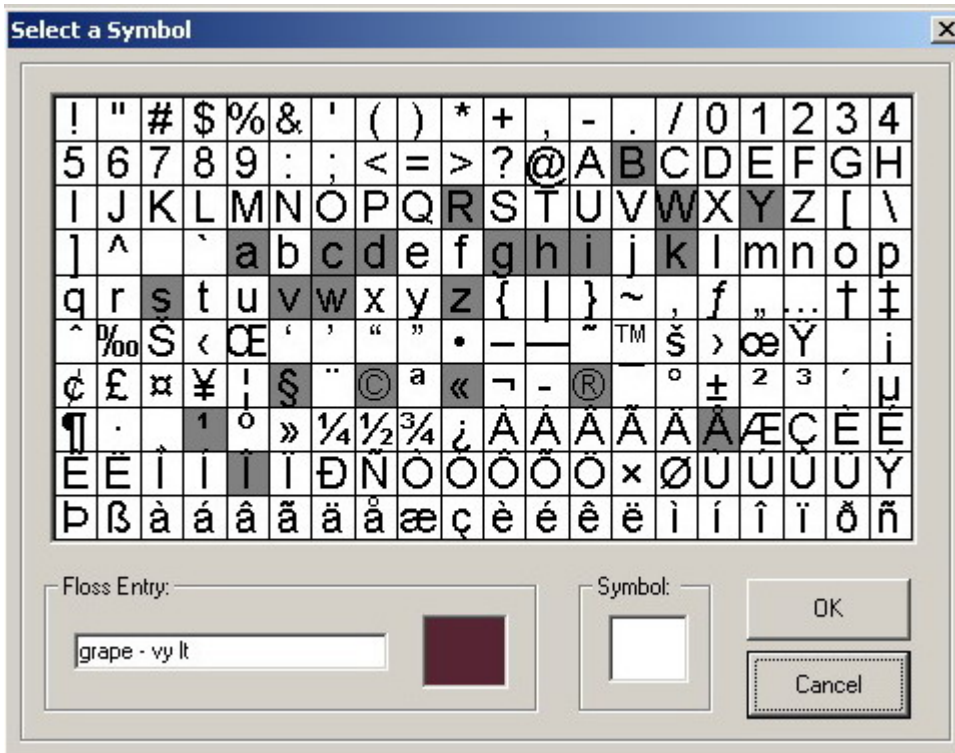 Select a Symbol
! " # $ % & ' ( ) * + , - . / 0 1 2 3 4
5 6 7 8 9 : ; < = > ? @ A B C D E F G H
I J K L M N O P Q R S T U V W X Y Z [ \
] ^ ` a b c d e f g h i j k l m n o p
q r s t u v w x y z { | } ~ ‚ ƒ „ … † ‡
ˆ ‰ Š ‹ Œ ‘ ’ “ ” • – — ˜ ™ š › œ Ÿ ¡
¢ £ ¤ ¥ ¦ § ¨ © ª « ¬ - ® ¯ ° ± ² ³ ´ µ
¶ · ¸ ¹ º » ¼ ½ ¾ ¿ À Á Â Ã Ä Å Æ Ç È É
Ê Ë Ì Í Î Ï Ð Ñ Ò Ó Ô Õ Ö × Ø Ù Ú Û Ü Ý
Þ ß à á â ã ä å æ ç è é ê ë ì í î ï ð ñ
Floss Entry:
Symbol:
grape - vy lt
OK
Cancel